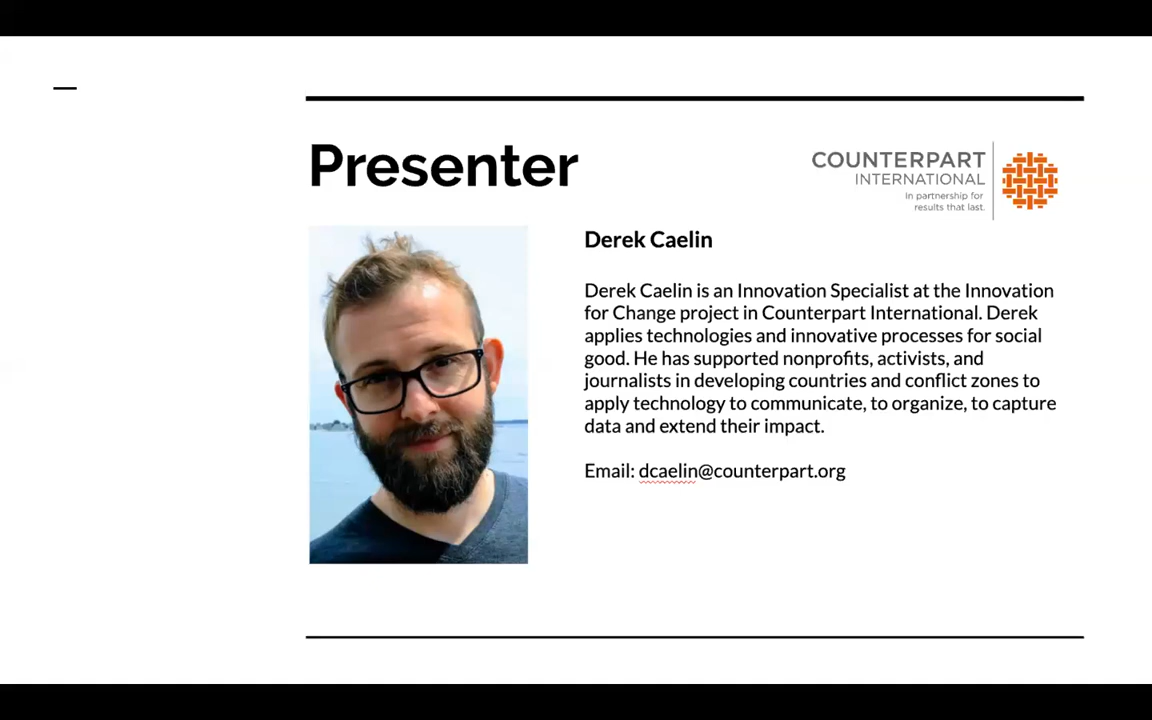 Presenter
COUNTERPART
INTERNATIONAL
In partnership for
results that last.
Derek Caelin
Derek Caelin is an Innovation Specialist at the Innovation
for Change project in Counterpart International. Derek
applies technologies and innovative processes for social
good. He has supported nonprofits, activists, and
journalists in developing countries and conflict zones to
apply technology to communicate, to organize, to capture
data and extend their impact.
Email: dcaelin@counterpart.org